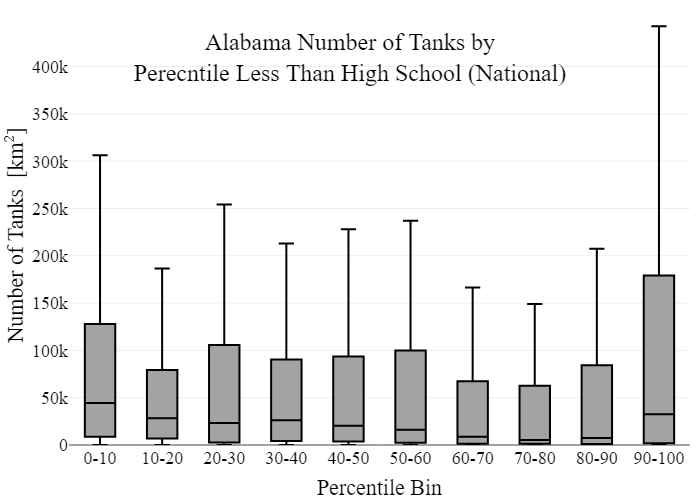 Alabama Number of Tanks by
Perecntile Less Than High School (National)
Number of Tanks [km²]
400k
350k
300k
250k
200k
150k
100k
50k
0
0-10 10-20 20-30 30-40 40-50 50-60 60-70 70-80 80-90 90-100
Percentile Bin